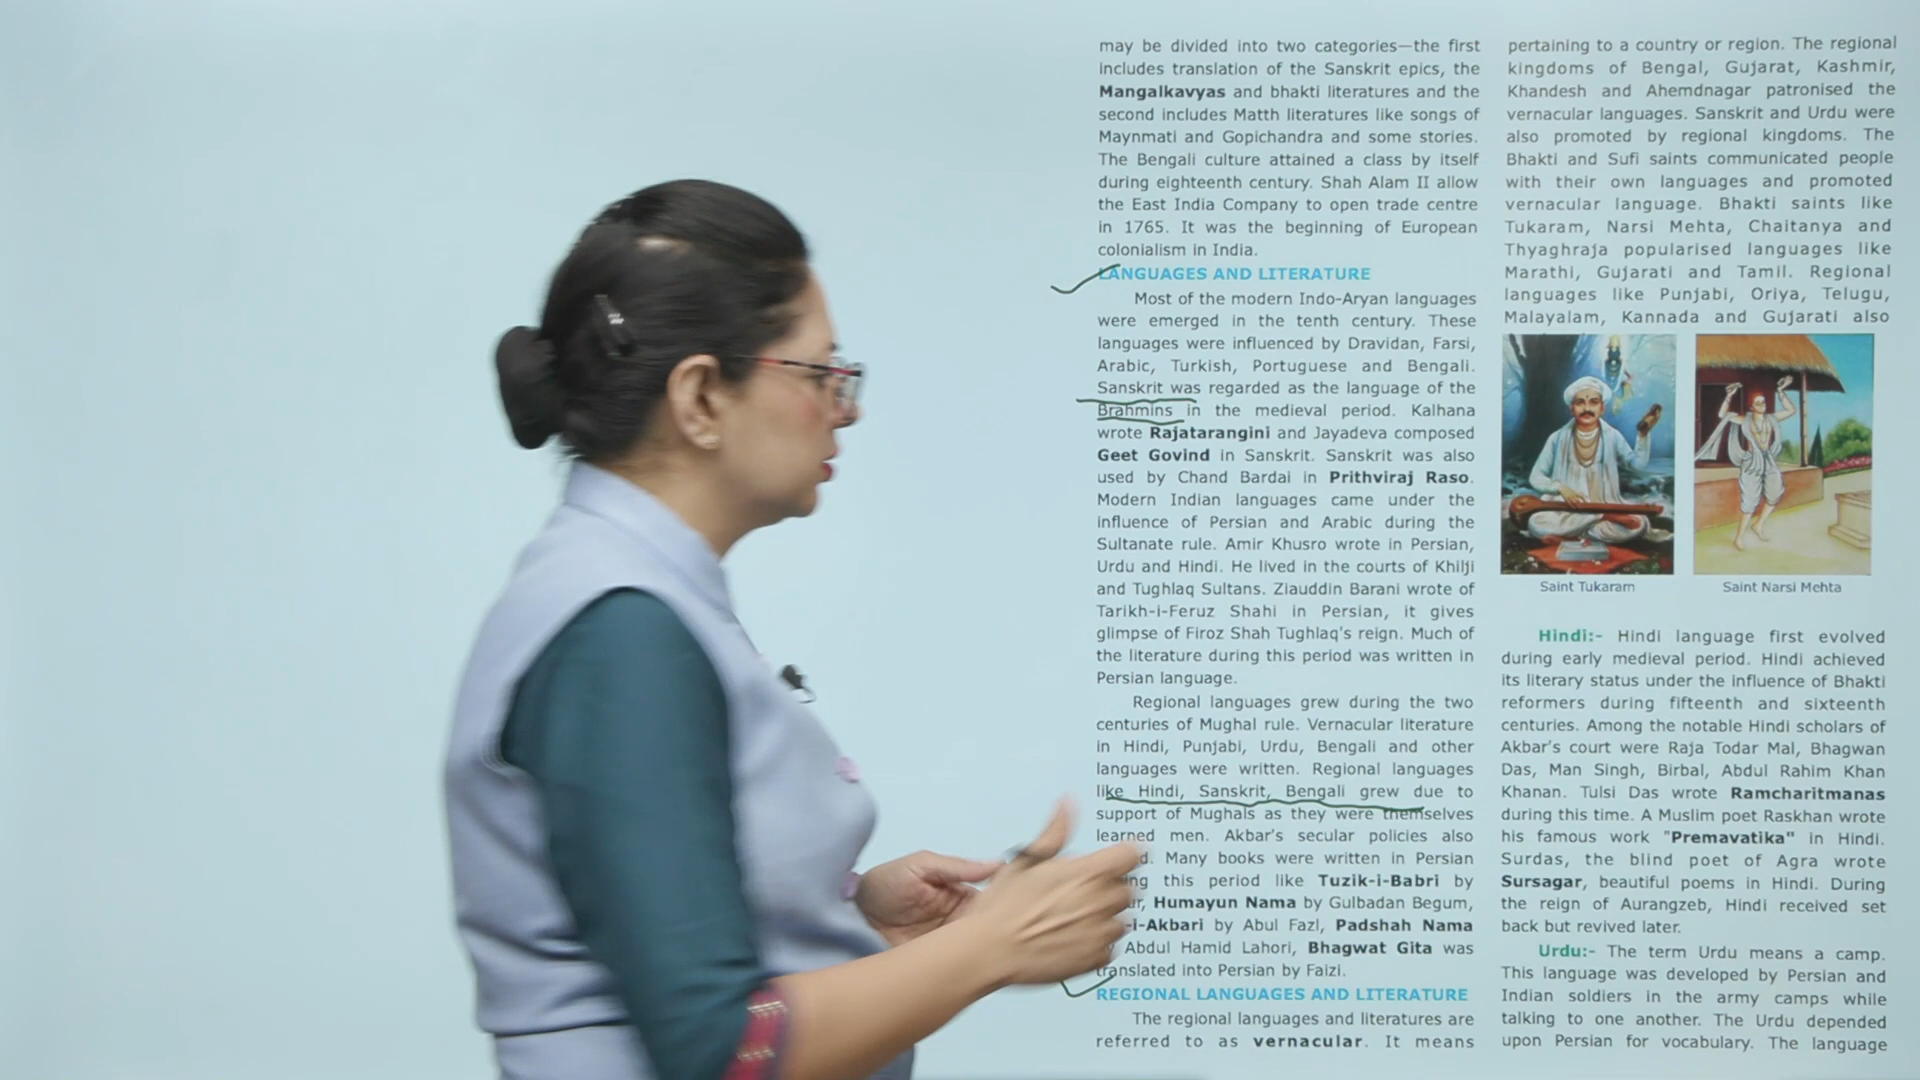 may be divided into two categories—the first
includes translation of the Sanskrit epics, the
Mangalkavyas and bhakti literatures and the
second includes Matth literatures like songs of
Maynmati and Gopichandra and some stories.
The Bengali culture attained a class by itself
during eighteenth century. Shah Alam II allow
the East India Company to open trade centre
in 1765. It was the beginning of European
colonialism in India.
LANGUAGES AND LITERATURE
Most of the modern Indo-Aryan languages
were emerged in the tenth century. These
languages were influenced by Dravidan, Farsi,
Arabic, Turkish, Portuguese and Bengali.
Sanskrit was regarded as the language of the
Brahmins in the medieval period. Kalhana
wrote Rajatarangini and Jayadeva composed
Geet Govind in Sanskrit. Sanskrit was also
used by Chand Bardai in Prithviraj Raso.
Modern Indian languages came under the
influence of Persian and Arabic during the
Sultanate rule. Amir Khusro wrote in Persian,
Urdu and Hindi. He lived in the courts of Khilji
and Tughlaq Sultans. Ziauddin Barani wrote of
Tarikh-i-Feruz Shahi in Persian, it gives
glimpse of Firoz Shah Tughlaq's reign. Much of
the literature during this period was written in
Persian language.
Regional languages grew during the two
centuries of Mughal rule. Vernacular literature
in Hindi, Punjabi, Urdu, Bengali and other
languages were written. Regional languages
like Hindi, Sanskrit, Bengali grew due to
support of Mughals as they were themselves
learned men. Akbar's secular policies also
Many books were written in Persian
this period like Tuzik-i-Babri by
Humayun Nama by Gulbadan Begum,
-i-Akbari by Abul Fazl, Padshah Nama
Abdul Hamid Lahori, Bhagwat Gita was
translated into Persian by Faizi.
REGIONAL LANGUAGES AND LITERATURE
The regional languages and literatures are
referred to as vernacular. It means
pertaining to a country or region. The regional
kingdoms of Bengal, Gujarat, Kashmir,
Khandesh and Ahemdnagar patronised the
vernacular languages. Sanskrit and Urdu were
also promoted by regional kingdoms. The
Bhakti and Sufi saints communicated people
with their own languages and promoted
vernacular language. Bhakti saints like
Tukaram, Narsi Mehta, Chaitanya and
Thyaghraja popularised languages like
Marathi, Gujarati and Tamil. Regional
languages like Punjabi, Oriya, Telugu,
Malayalam, Kannada and Gujarati also
Saint Tukaram
Saint Narsi Mehta
Hindi:- Hindi language first evolved
during early medieval period. Hindi achieved
its literary status under the influence of Bhakti
reformers during fifteenth and sixteenth
centuries. Among the notable Hindi scholars of
Akbar's court were Raja Todar Mal, Bhagwan
Das, Man Singh, Birbal, Abdul Rahim Khan
Khanan. Tulsi Das wrote Ramcharitmanas
during this time. A Muslim poet Raskhan wrote
his famous work "Premavatika" in Hindi.
Surdas, the blind poet of Agra wrote
Sursagar, beautiful poems in Hindi. During
the reign of Aurangzeb, Hindi received set
back but revived later.
Urdu:- The term Urdu means a camp.
This language was developed by Persian and
Indian soldiers in the army camps while
talking to one another. The Urdu depended
upon Persian for vocabulary. The language